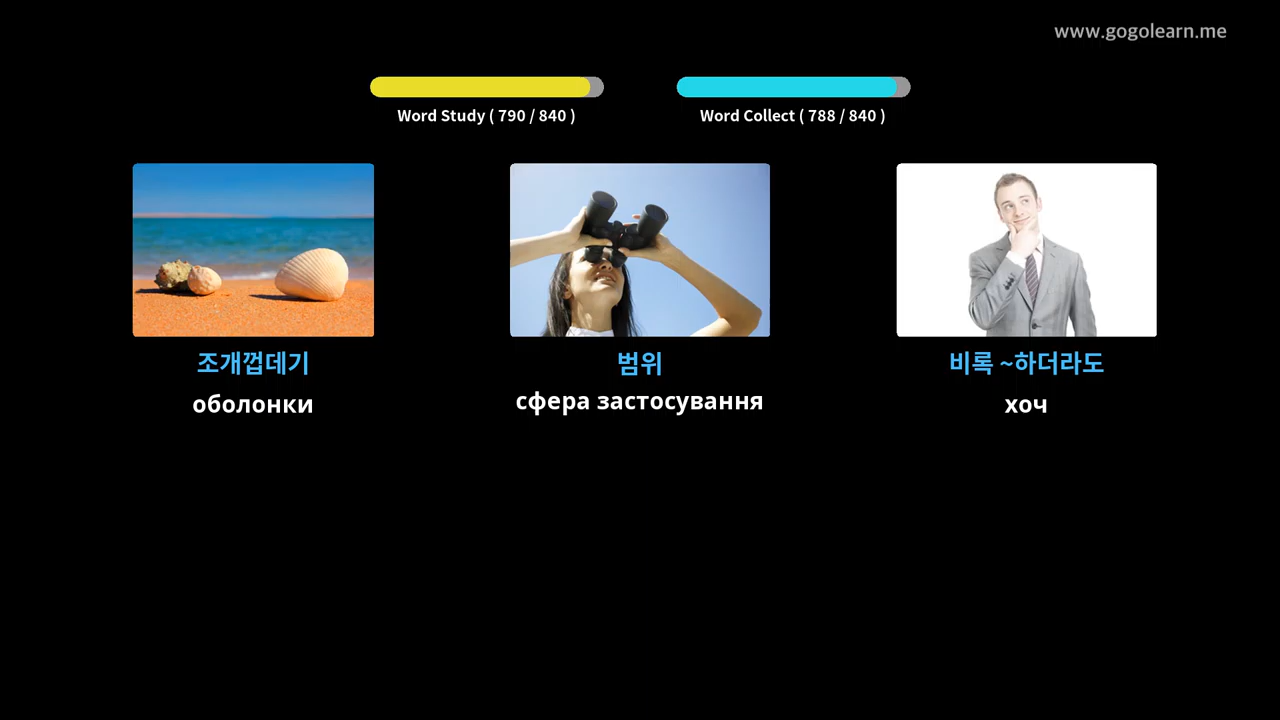 www.gogolearn.me
Word Study ( 790 / 840 )
Word Collect ( 788 / 840 )
조개껍데기
범위
비록 ~하더라도
оболонки
сфера застосування
хоч